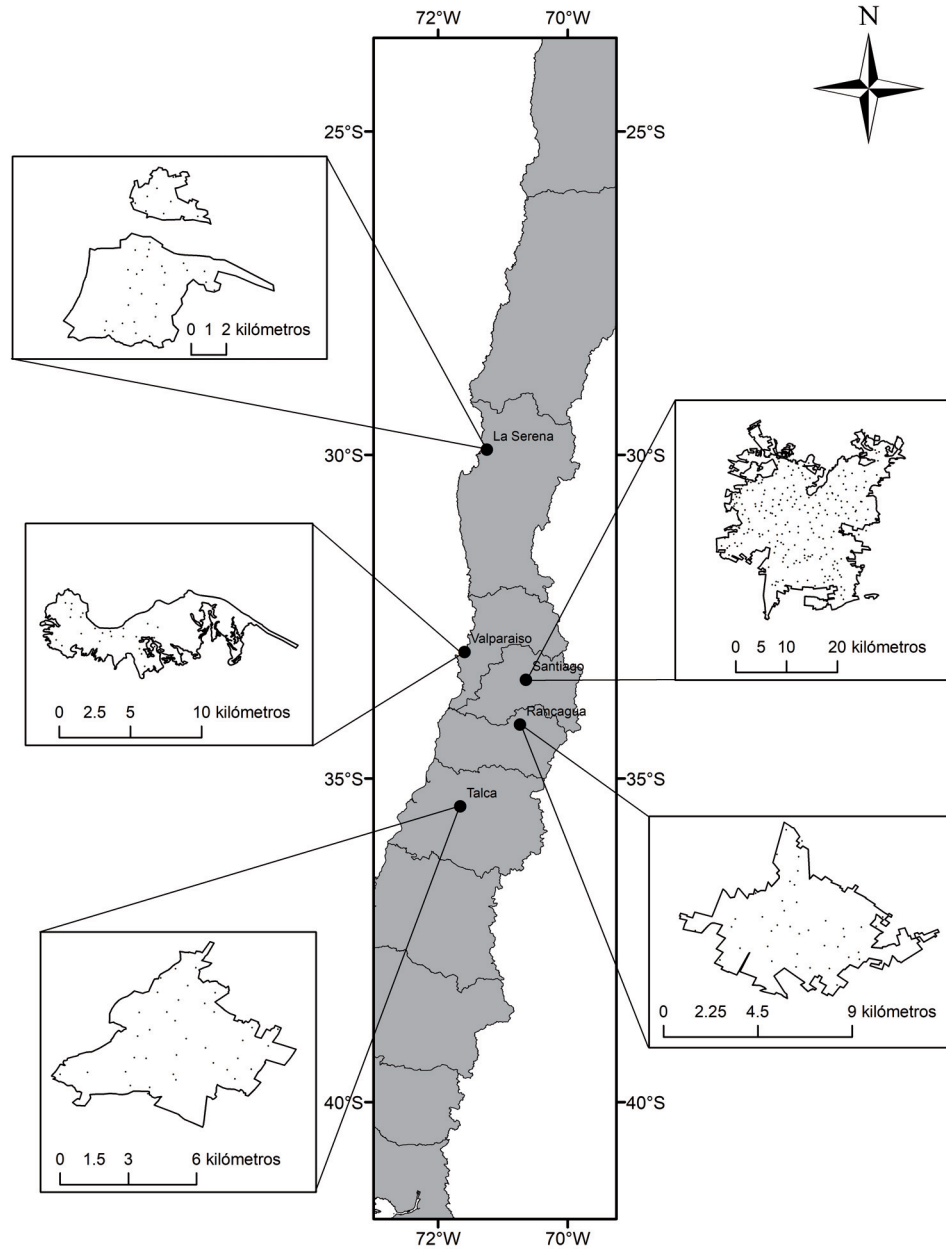 72°W 70°W
N
25°S 25°S
0 1 2 kilómetros
La Serena
30°S 30°S
Valparaiso
Santiago
0 5 10 20 kilómetros
0 2.5 5 10 kilómetros
Rancagua
35°S 35°S
Talca
0 2.25 4.5 9 kilómetros
40°S 40°S
0 1.5 3 6 kilómetros
72°W 70°W